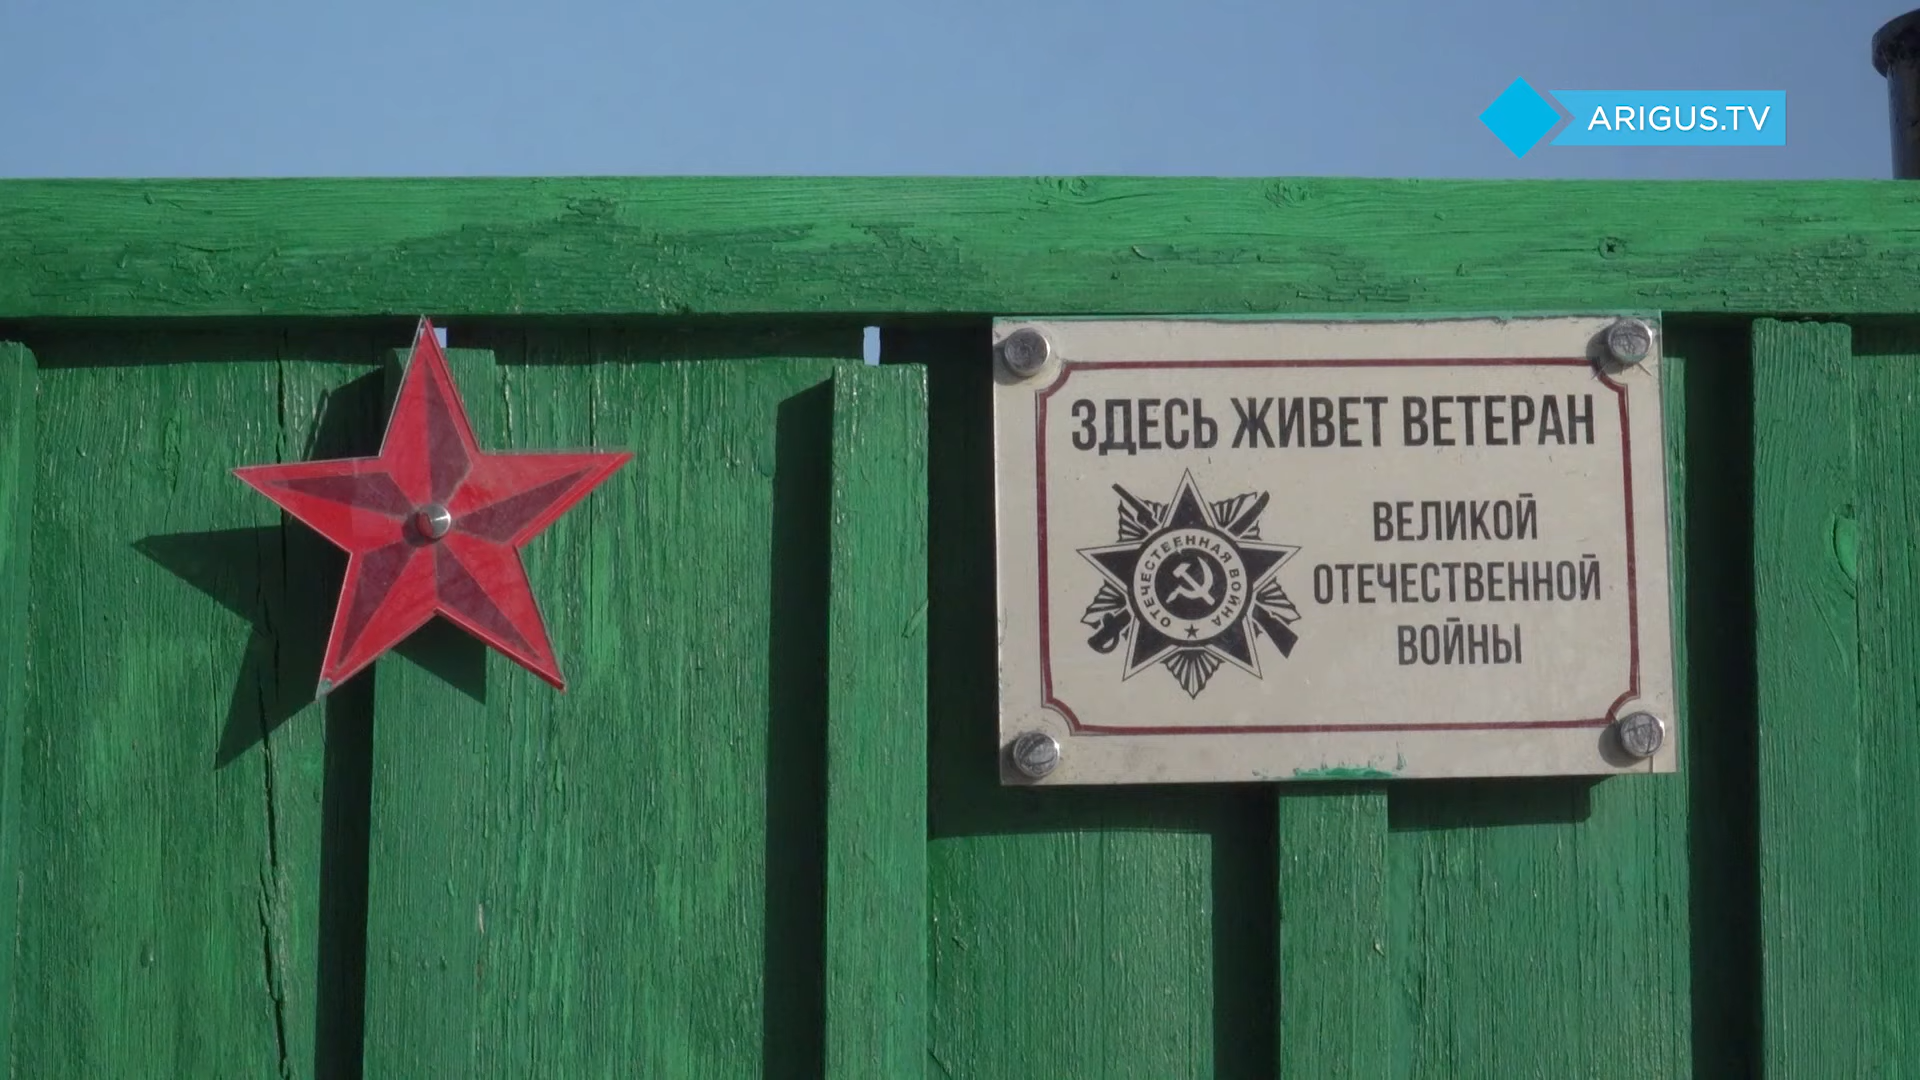 ARIGUS.TV
ЗДЕСЬ ЖИВЕТ ВЕТЕРАН
ВЕЛИКОЙ
ОТЕЧЕСТВЕННОЙ
ВОЙНЫ
ОТЕЧЕСТВЕННАЯ ВОЙНА